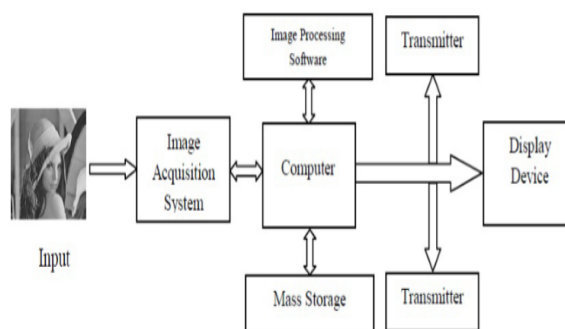 Image Processing
Software
Transmitter
Image
Acquisition
System
Computer
Display
Device
Input
Mass Storage
Transmitter